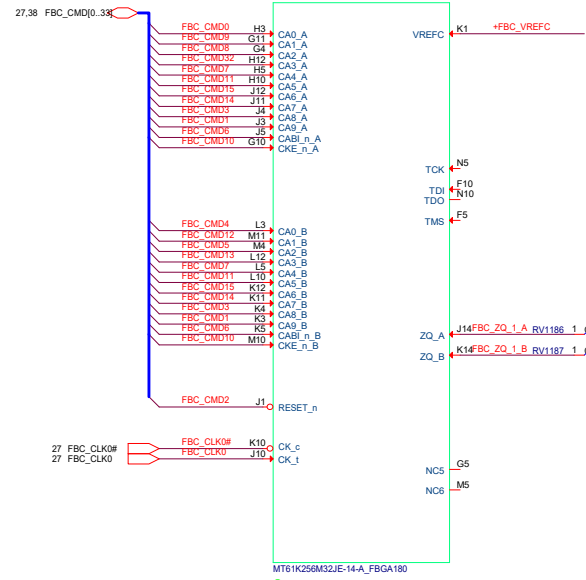 27,38 FBC_CMD[0..33]
FBC_CMD0 H3 CA0_A
FBC_CMD9 G11 CA1_A
FBC_CMD8 G4 CA2_A
FBC_CMD32 H12 CA3_A
FBC_CMD7 H5 CA4_A
FBC_CMD11 H10 CA5_A
FBC_CMD15 J12 CA6_A
FBC_CMD14 J11 CA7_A
FBC_CMD3 J4 CA8_A
FBC_CMD1 J3 CA9_A
FBC_CMD6 J5 CABI_n_A
FBC_CMD10 G10 CKE_n_A
VREFC K1 +FBC_VREFC
TCK N5
TDI F10
TDO N10
TMS F5
FBC_CMD4 L3 CA0_B
FBC_CMD12 M11 CA1_B
FBC_CMD5 M4 CA2_B
FBC_CMD13 L12 CA3_B
FBC_CMD7 L5 CA4_B
FBC_CMD11 L10 CA5_B
FBC_CMD15 K12 CA6_B
FBC_CMD14 K11 CA7_B
FBC_CMD3 K4 CA8_B
FBC_CMD1 K3 CA9_B
FBC_CMD6 K5 CABI_n_B
FBC_CMD10 M10 CKE_n_B
ZQ_A J14 FBC_ZQ_1_A RV1186 1
ZQ_B K14 FBC_ZQ_1_B RV1187 1
FBC_CMD2 J1 RESET_n
27 FBC_CLK0# FBC_CLK0# K10 CK_c
27 FBC_CLK0 FBC_CLK0 J10 CK_t
NC5 G5
NC6 M5
MT61K256M32JE-14-A_FBGA180